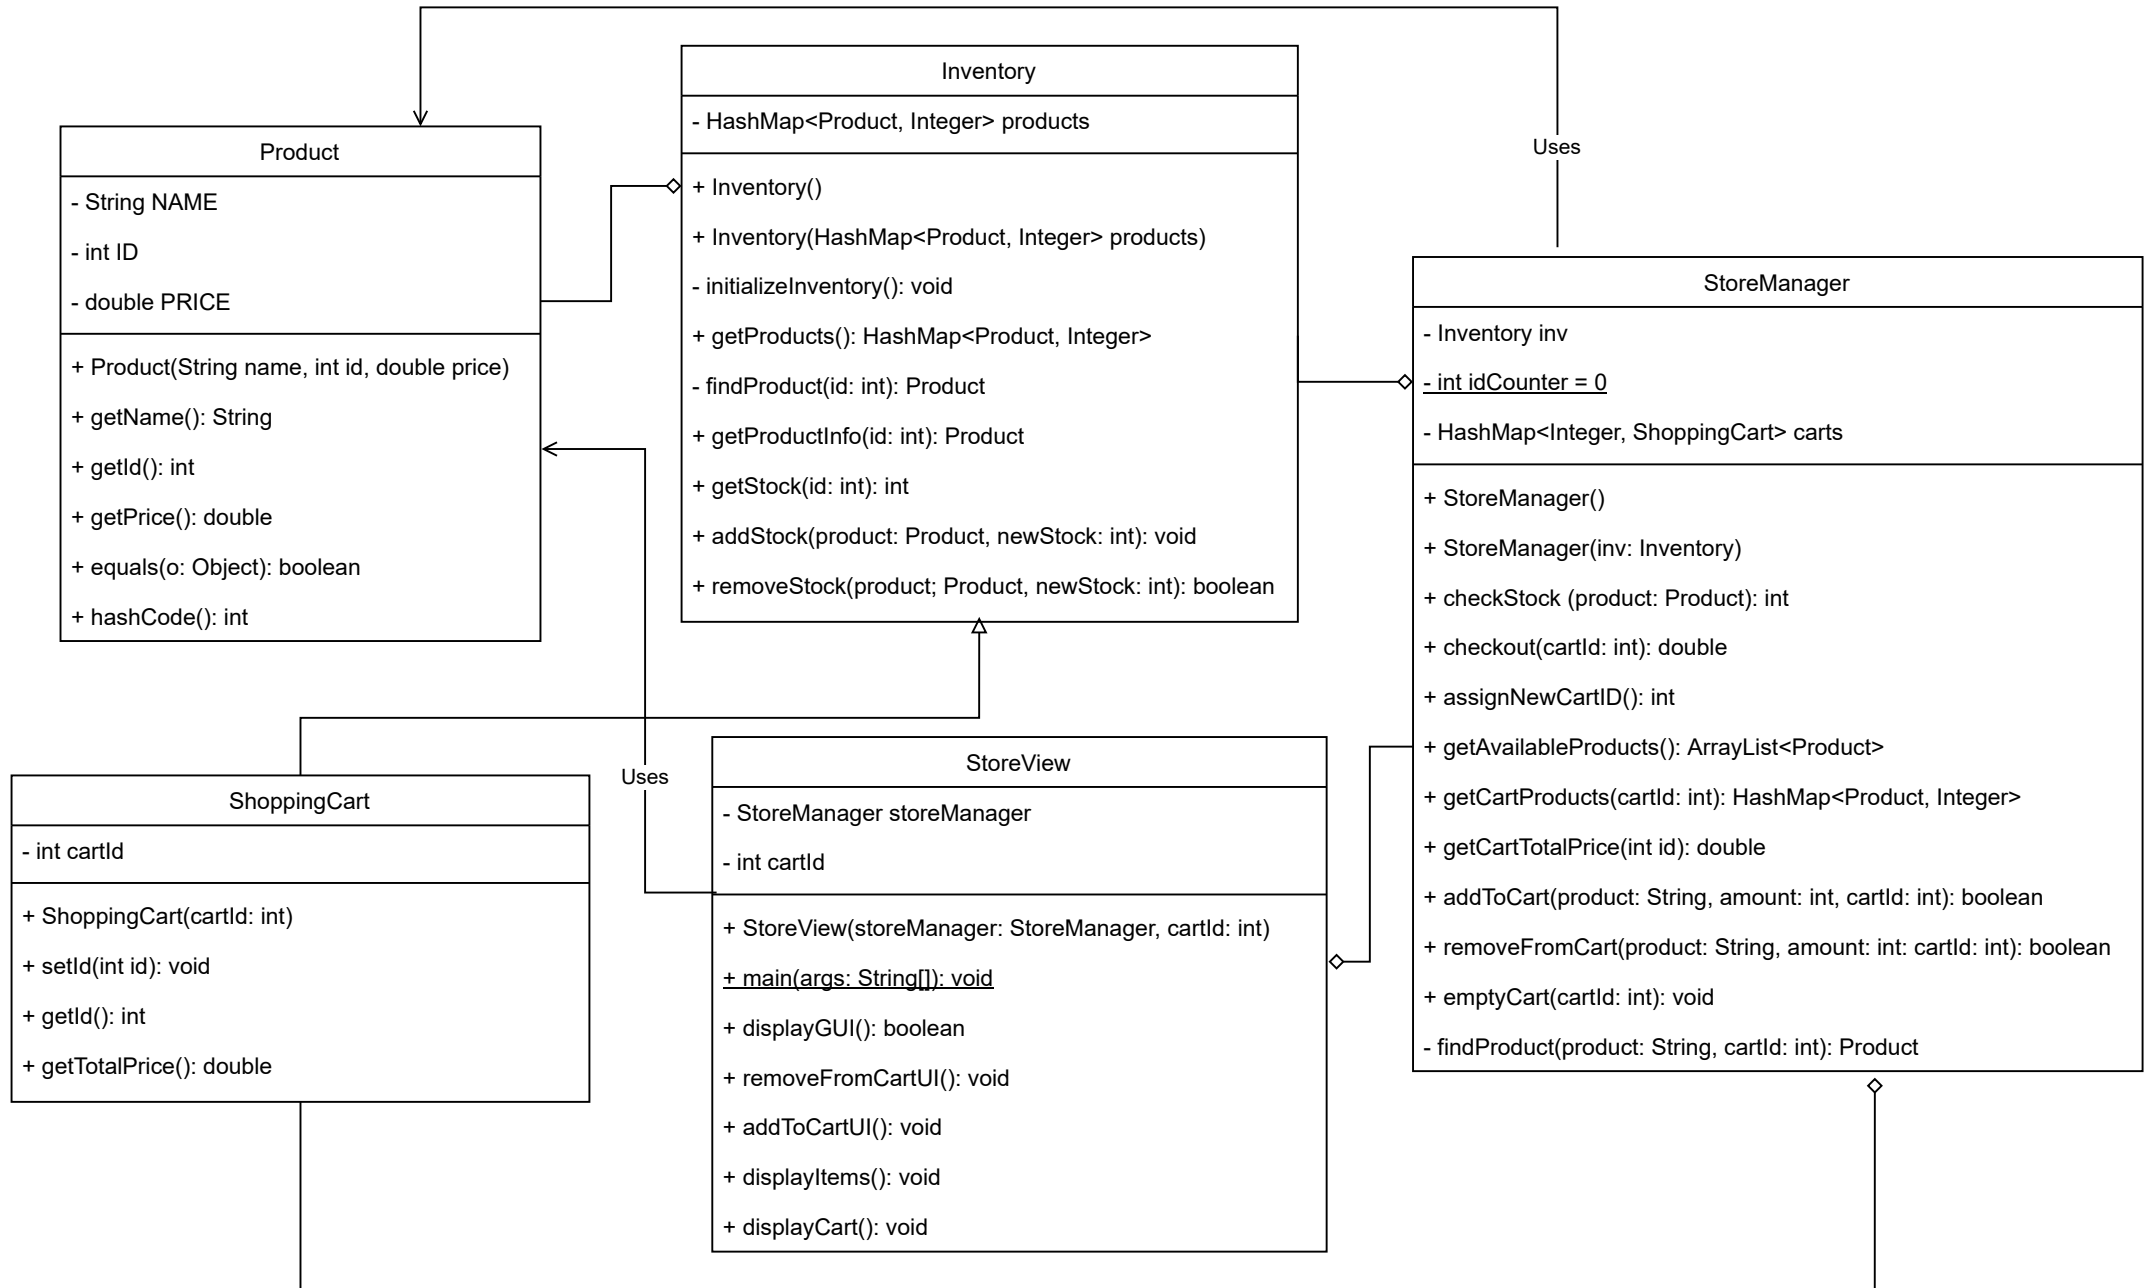 Product
- String NAME
- int ID
- double PRICE
+ Product(String name, int id, double price)
+ getName(): String
+ getId(): int
+ getPrice(): double
+ equals(o: Object): boolean
+ hashCode(): int
Inventory
- HashMap<Product, Integer> products
+ Inventory()
+ Inventory(HashMap<Product, Integer> products)
- initializeInventory(): void
+ getProducts(): HashMap<Product, Integer>
- findProduct(id: int): Product
+ getProductInfo(id: int): Product
+ getStock(id: int): int
+ addStock(product: Product, newStock: int): void
+ removeStock(product; Product, newStock: int): boolean
Uses
StoreManager
- Inventory inv
- int idCounter = 0
- HashMap<Integer, ShoppingCart> carts
+ StoreManager()
+ StoreManager(inv: Inventory)
+ checkStock (product: Product): int
+ checkout(cartId: int): double
+ assignNewCartID(): int
+ getAvailableProducts(): ArrayList<Product>
+ getCartProducts(cartId: int): HashMap<Product, Integer>
+ getCartTotalPrice(int id): double
+ addToCart(product: String, amount: int, cartId: int): boolean
+ removeFromCart(product: String, amount: int: cartId: int): boolean
+ emptyCart(cartId: int): void
- findProduct(product: String, cartId: int): Product
ShoppingCart
- int cartId
+ ShoppingCart(cartId: int)
+ setId(int id): void
+ getId(): int
+ getTotalPrice(): double
Uses
StoreView
- StoreManager storeManager
- int cartId
+ StoreView(storeManager: StoreManager, cartId: int)
+ main(args: String[]): void
+ displayGUI(): boolean
+ removeFromCartUI(): void
+ addToCartUI(): void
+ displayItems(): void
+ displayCart(): void